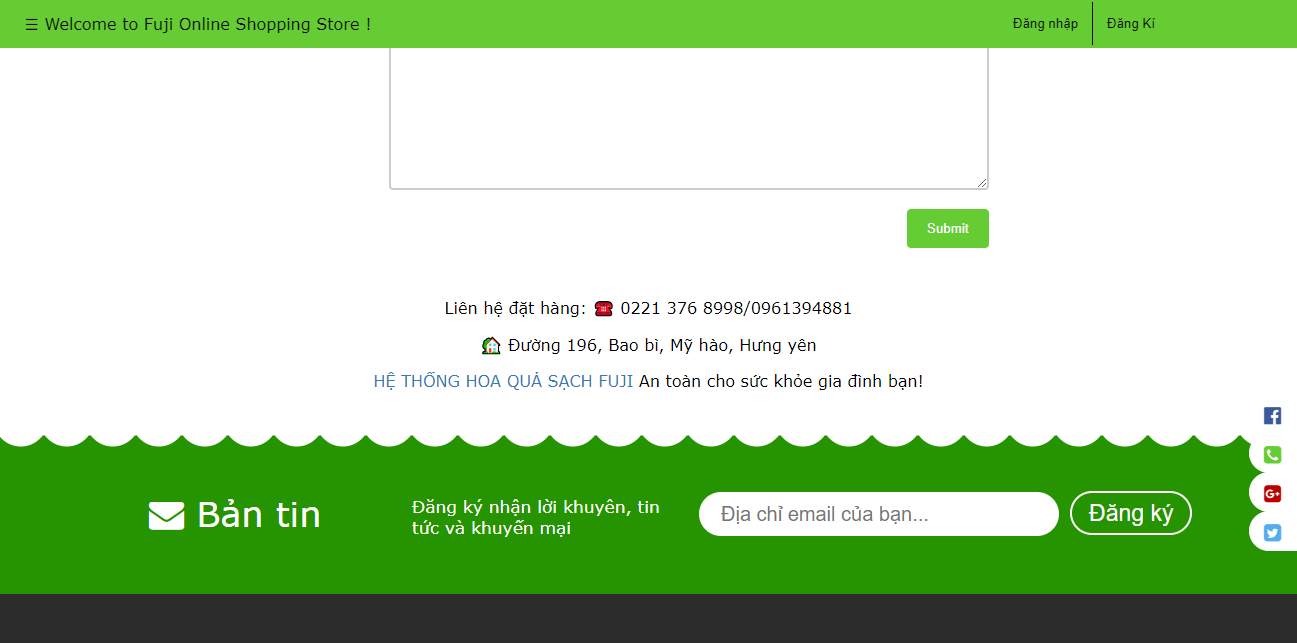 ☰ Welcome to Fuji Online Shopping Store !
Đăng nhập
Đăng Kí
Submit
Liên hệ đặt hàng: ☎ 0221 376 8998/0961394881
Đường 196, Bao bì, Mỹ hào, Hưng yên
HỆ THỐNG HOA QUẢ SẠCH FUJI An toàn cho sức khỏe gia đình bạn!
Bản tin
Đăng ký nhận lời khuyên, tin
tức và khuyến mại
Địa chỉ email của bạn...
Đăng ký